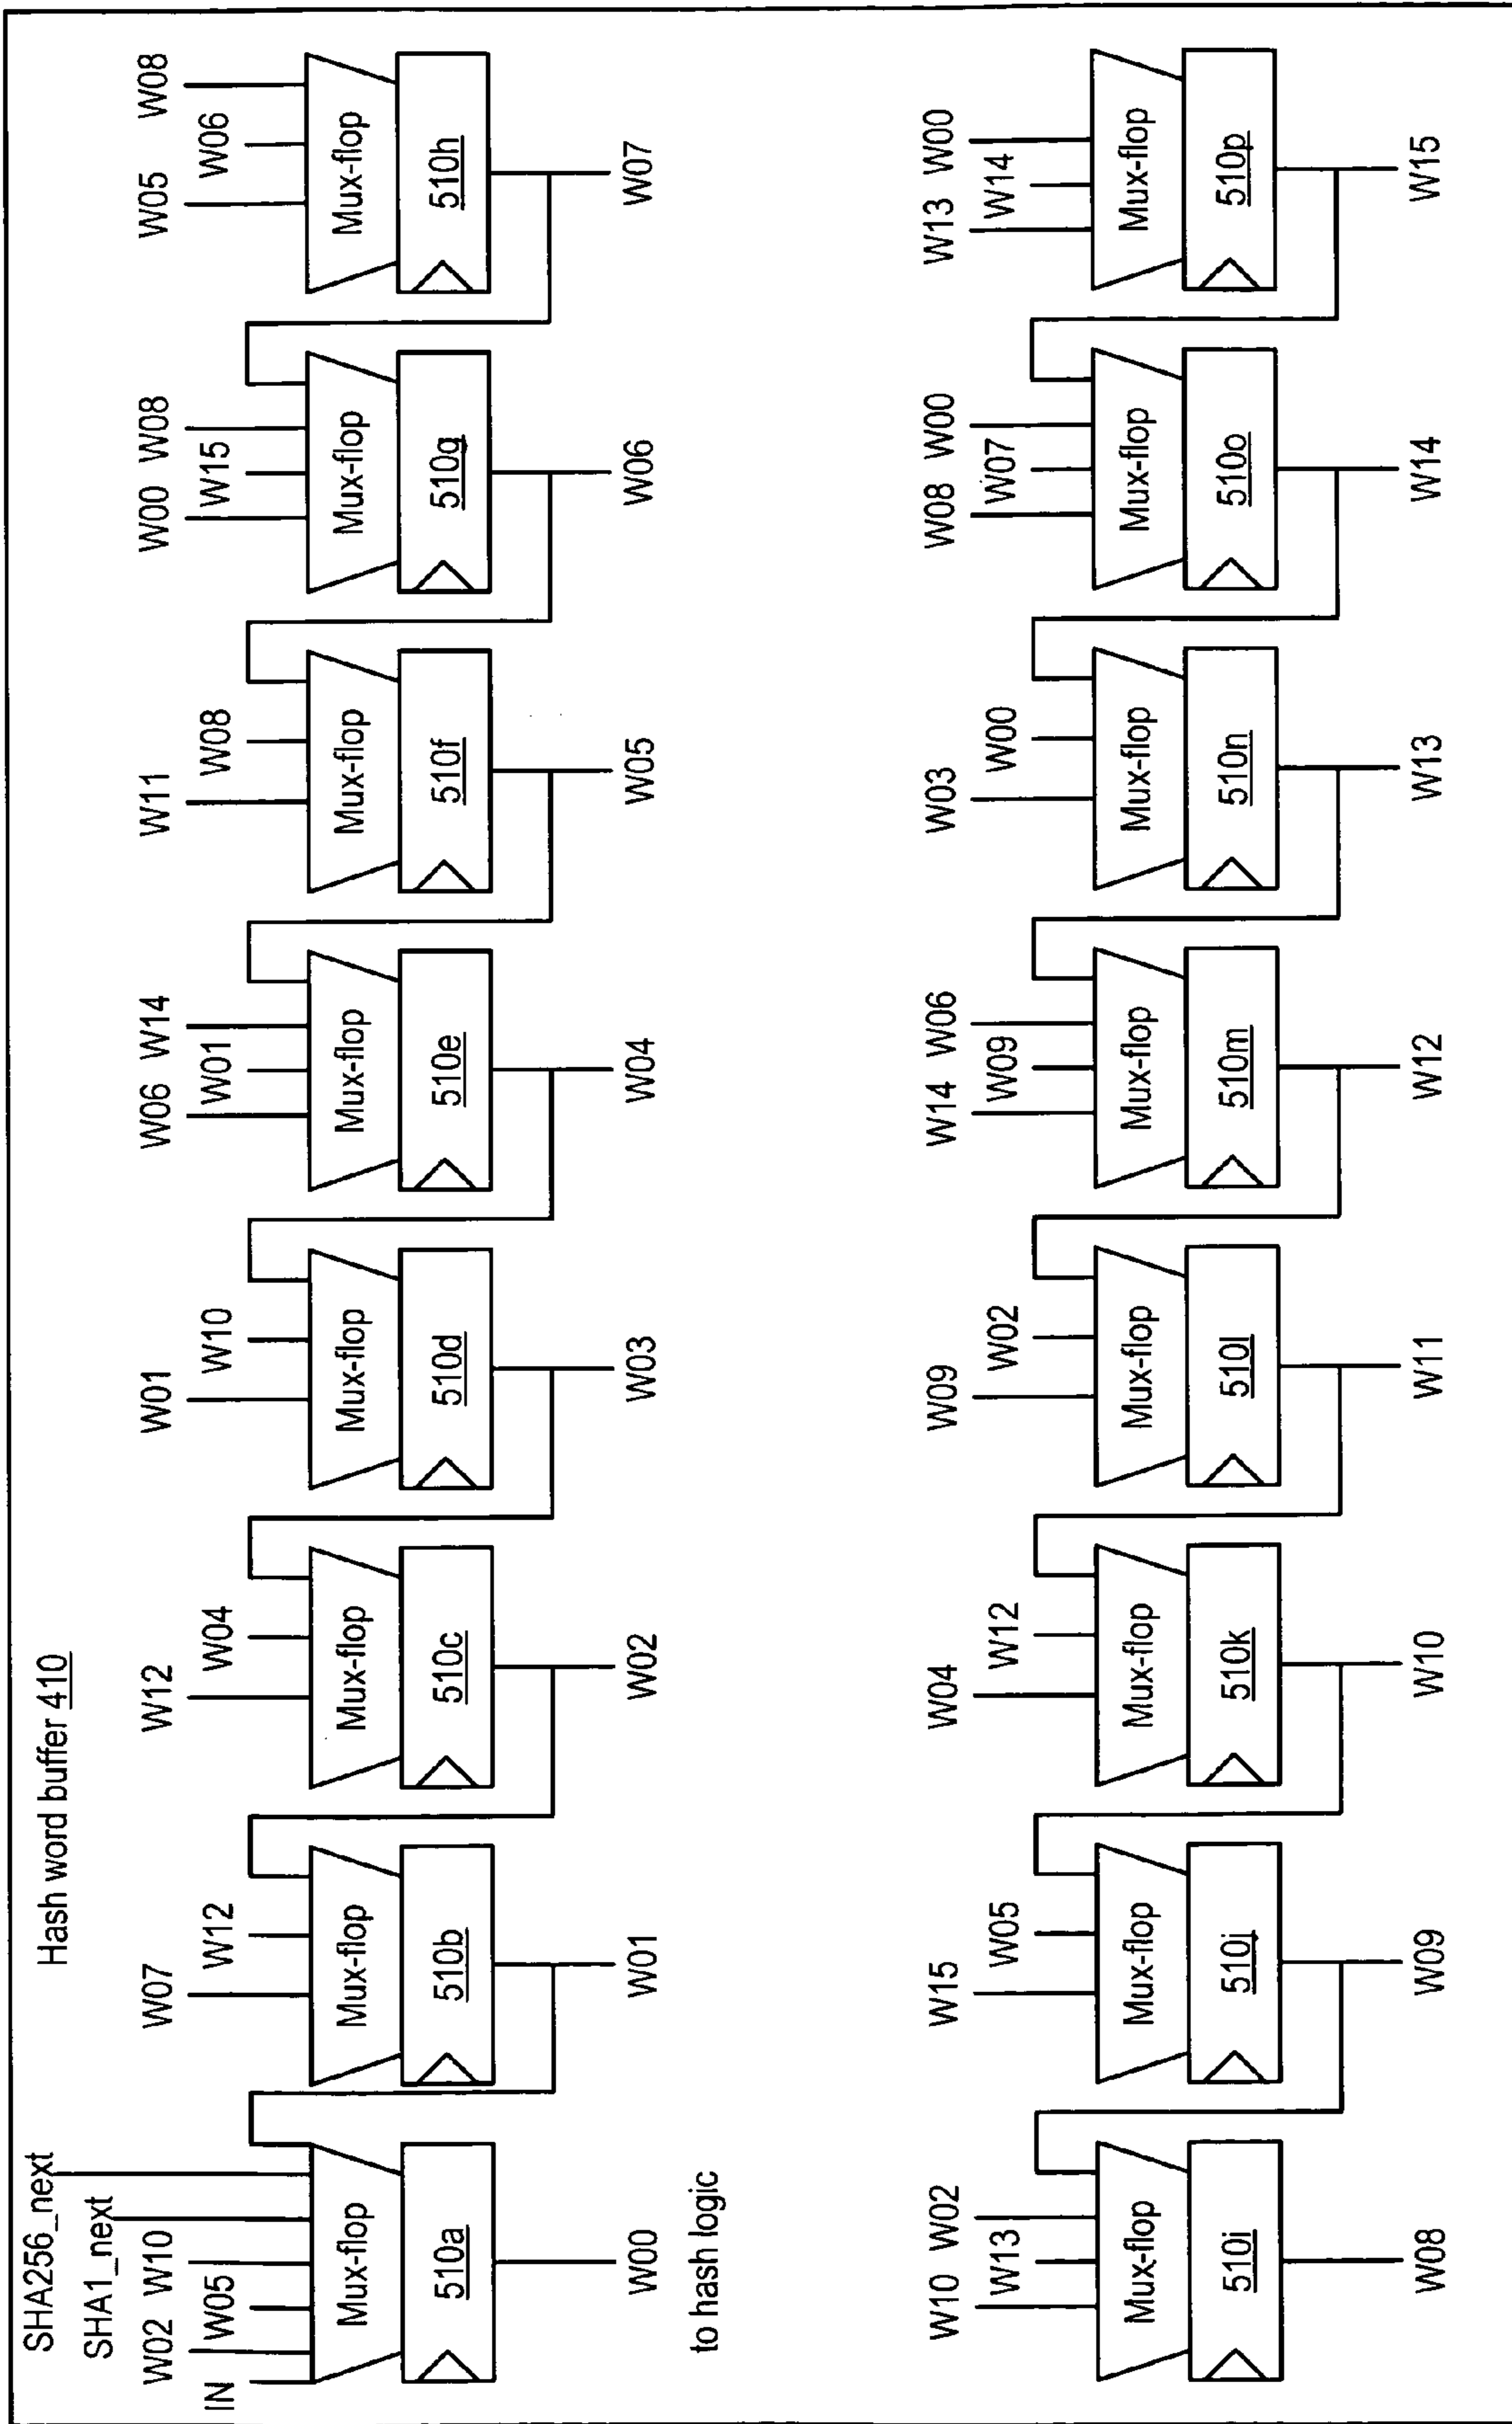 Hash word buffer 410
SHA256_next
SHA1_next
W02 W10
IN W05
Mux-flop
510a
W00
to hash logic
W07
W12
Mux-flop
510b
W01
W12
W04
Mux-flop
510c
W02
W01
W10
Mux-flop
510d
W03
W06 W14
W01
Mux-flop
510e
W04
W11
W08
Mux-flop
510f
W05
W00 W08
W15
Mux-flop
510g
W06
W05 W08
W06
Mux-flop
510h
W07
W10 W02
W13
Mux-flop
510i
W08
W15
W05
Mux-flop
510j
W09
W04
W12
Mux-flop
510k
W10
W09
W02
Mux-flop
510l
W11
W14 W06
W09
Mux-flop
510m
W12
W03
W00
Mux-flop
510n
W13
W08 W00
W07
Mux-flop
510o
W14
W13 W00
W14
Mux-flop
510p
W15